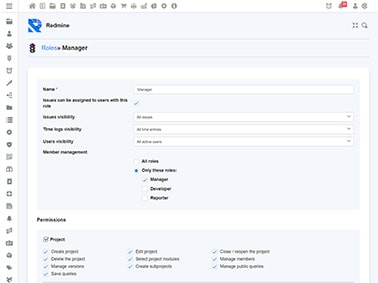 Redmine
Roles» Manager
Name *
Manager
Issues can be assigned to users with this
role
Issues visibility
All issues
Time logs visibility
All time entries
Users visibility
All active users
Member management
All roles
Only these roles:
Manager
Developer
Reporter
Permissions
Project
Create project
Edit project
Close / reopen the project
Delete the project
Select project modules
Manage members
Manage versions
Create subprojects
Manage public queries
Save queries